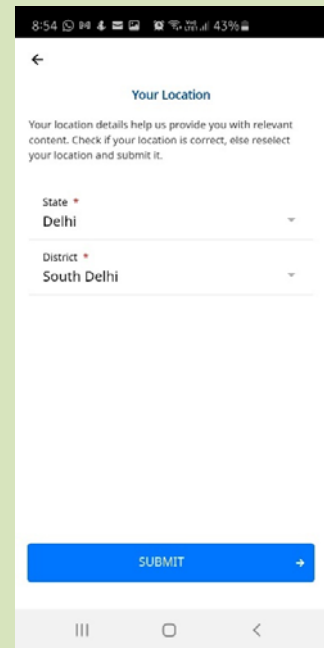 8:54 43%
Your Location
Your location details help us provide you with relevant
content. Check if your location is correct, else reselect
your location and submit it.
State *
Delhi
District *
South Delhi
SUBMIT